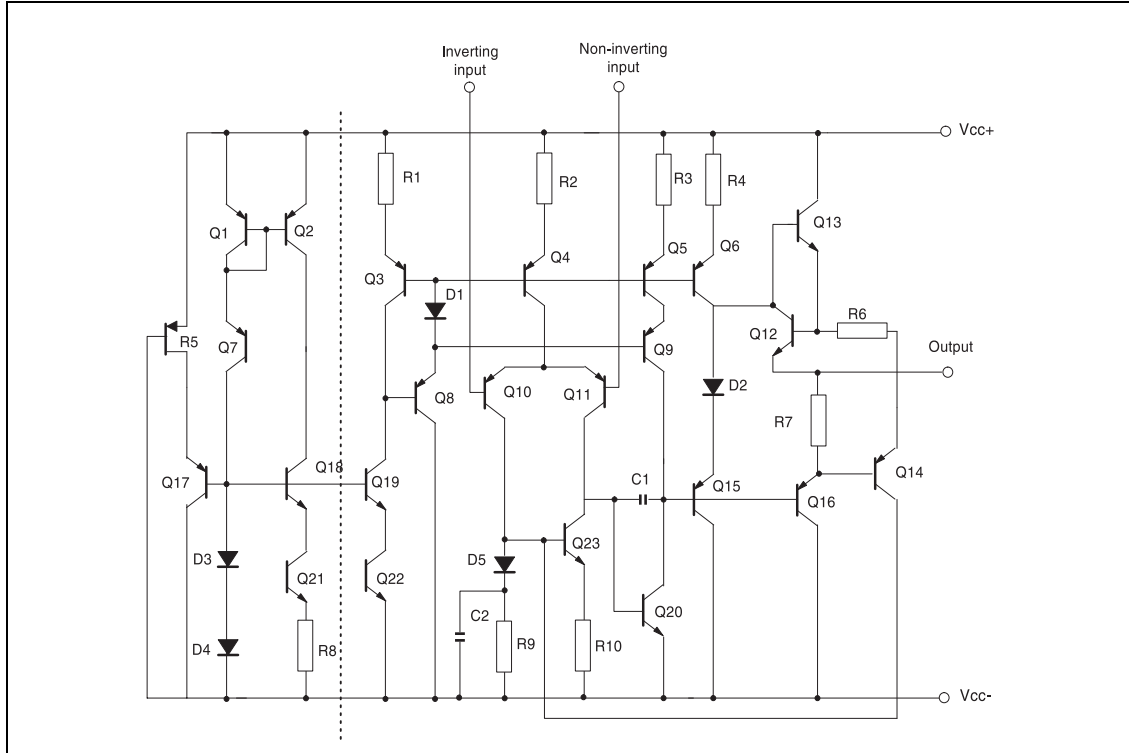 Inverting
input
Non-inverting
input
Vcc+
R1
R2
R3
R4
Q1
Q2
Q13
Q3
Q4
Q5
Q6
D1
R5
Q7
Q12
R6
Output
Q8
Q10
Q11
Q9
D2
R7
Q17
Q18
Q19
C1
Q15
Q16
Q14
D3
Q21
Q22
D5
Q23
Q20
C2
D4
R8
R9
R10
Vcc-